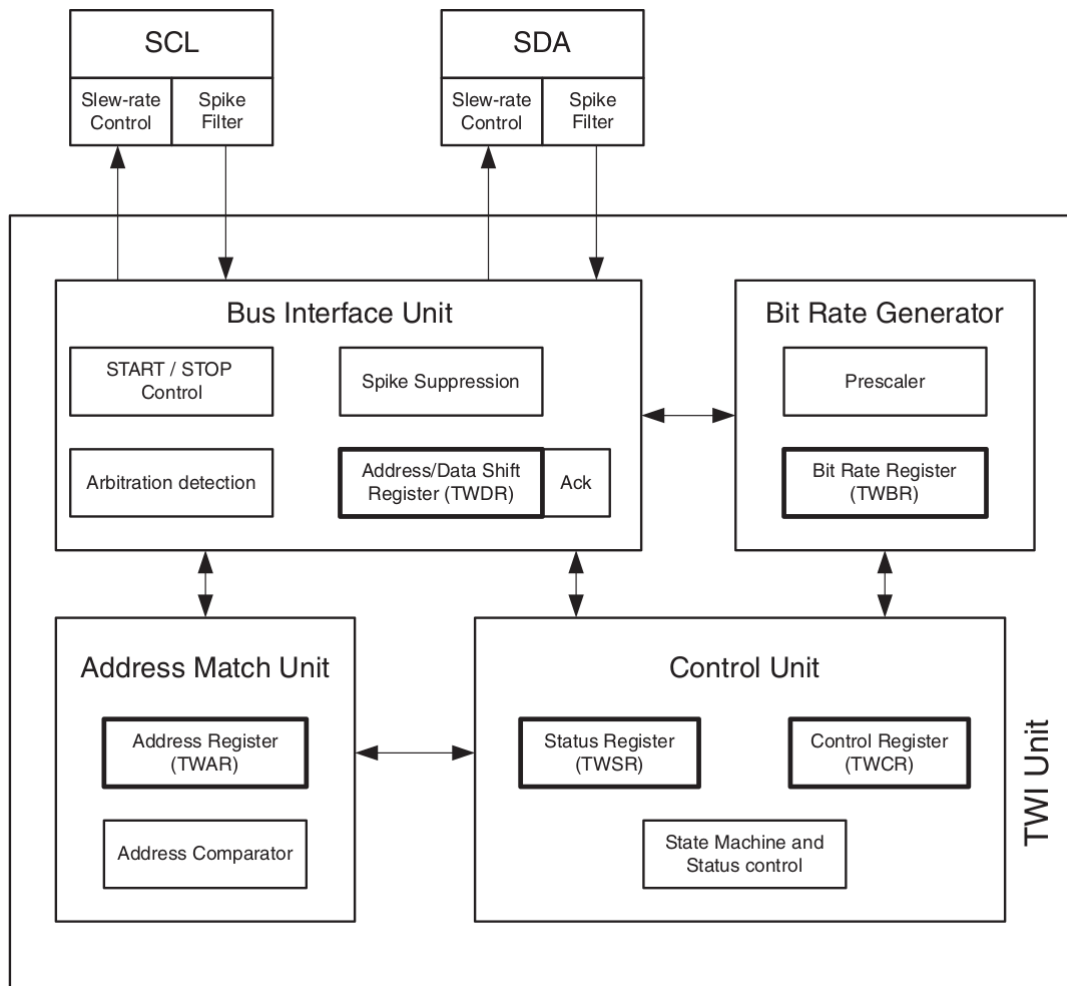 SCL
Slew-rate
Control
Spike
Filter
SDA
Slew-rate
Control
Spike
Filter
Bus Interface Unit
START / STOP
Control
Spike Suppression
Arbitration detection
Address/Data Shift
Register (TWDR)
Ack
Bit Rate Generator
Prescaler
Bit Rate Register
(TWBR)
Address Match Unit
Address Register
(TWAR)
Address Comparator
Control Unit
Status Register
(TWSR)
Control Register
(TWCR)
State Machine and
Status control
TWI Unit